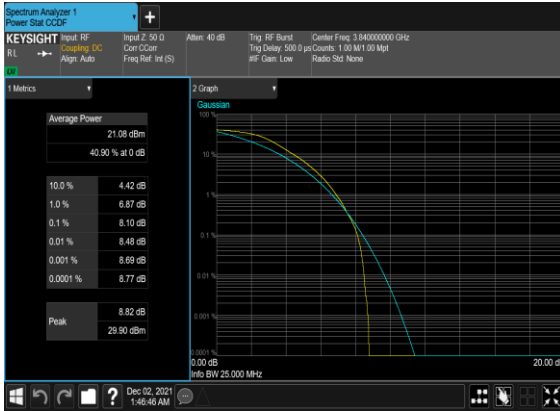 Spectrum Analyzer 1
Power Stat CCDF
+
KEYSIGHT Input: RF Input Z: 50 Ω Atten: 40 dB Trig: RF Burst Center Freq: 3.840000000 GHz
RL Coupling: DC Corr CCorr Trig Delay: 500.0 µs Counts: 1.00 M/1.00 Mpt
Align: Auto Freq Ref: Int (S) #IF Gain: Low Radio Std: None
1 Metrics
2 Graph
Average Power
21.08 dBm
40.90 % at 0 dB
10.0 % 4.42 dB
1.0 % 6.87 dB
0.1 % 8.10 dB
0.01 % 8.48 dB
0.001 % 8.69 dB
0.0001 % 8.77 dB
Peak 8.82 dB
29.90 dBm
Gaussian
100 %
10 %
1 %
0.1 %
0.01 %
0.001 %
0.0001 %
0.00 dB 20.00 d
Info BW 25.000 MHz
?
Dec 02, 2021
1:46:46 AM